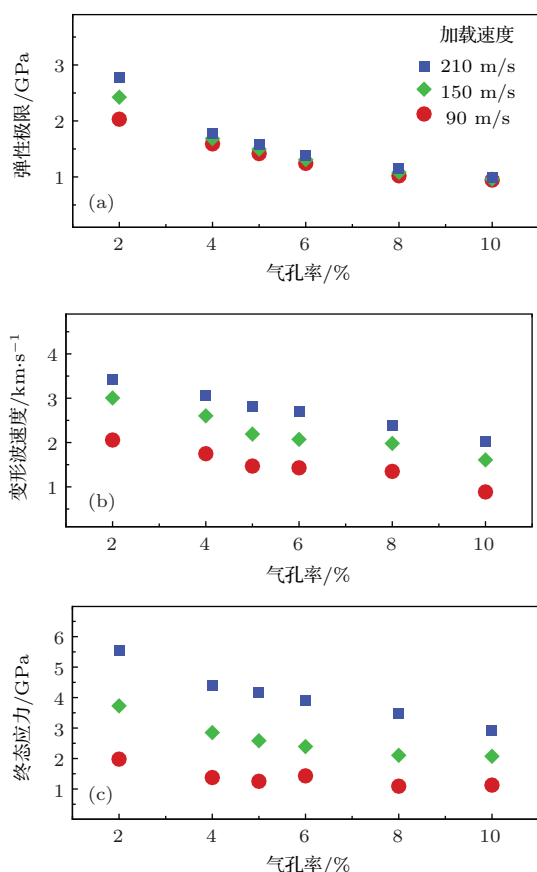 加载速度
210 m/s
150 m/s
90 m/s
弹性极限/GPa
3
2
1
(a)
2 4 6 8 10
气孔率/%
变形波速度/km·s⁻¹
4
3
2
1
(b)
2 4 6 8 10
气孔率/%
终态应力/GPa
6
5
4
3
2
1
(c)
2 4 6 8 10
气孔率/%